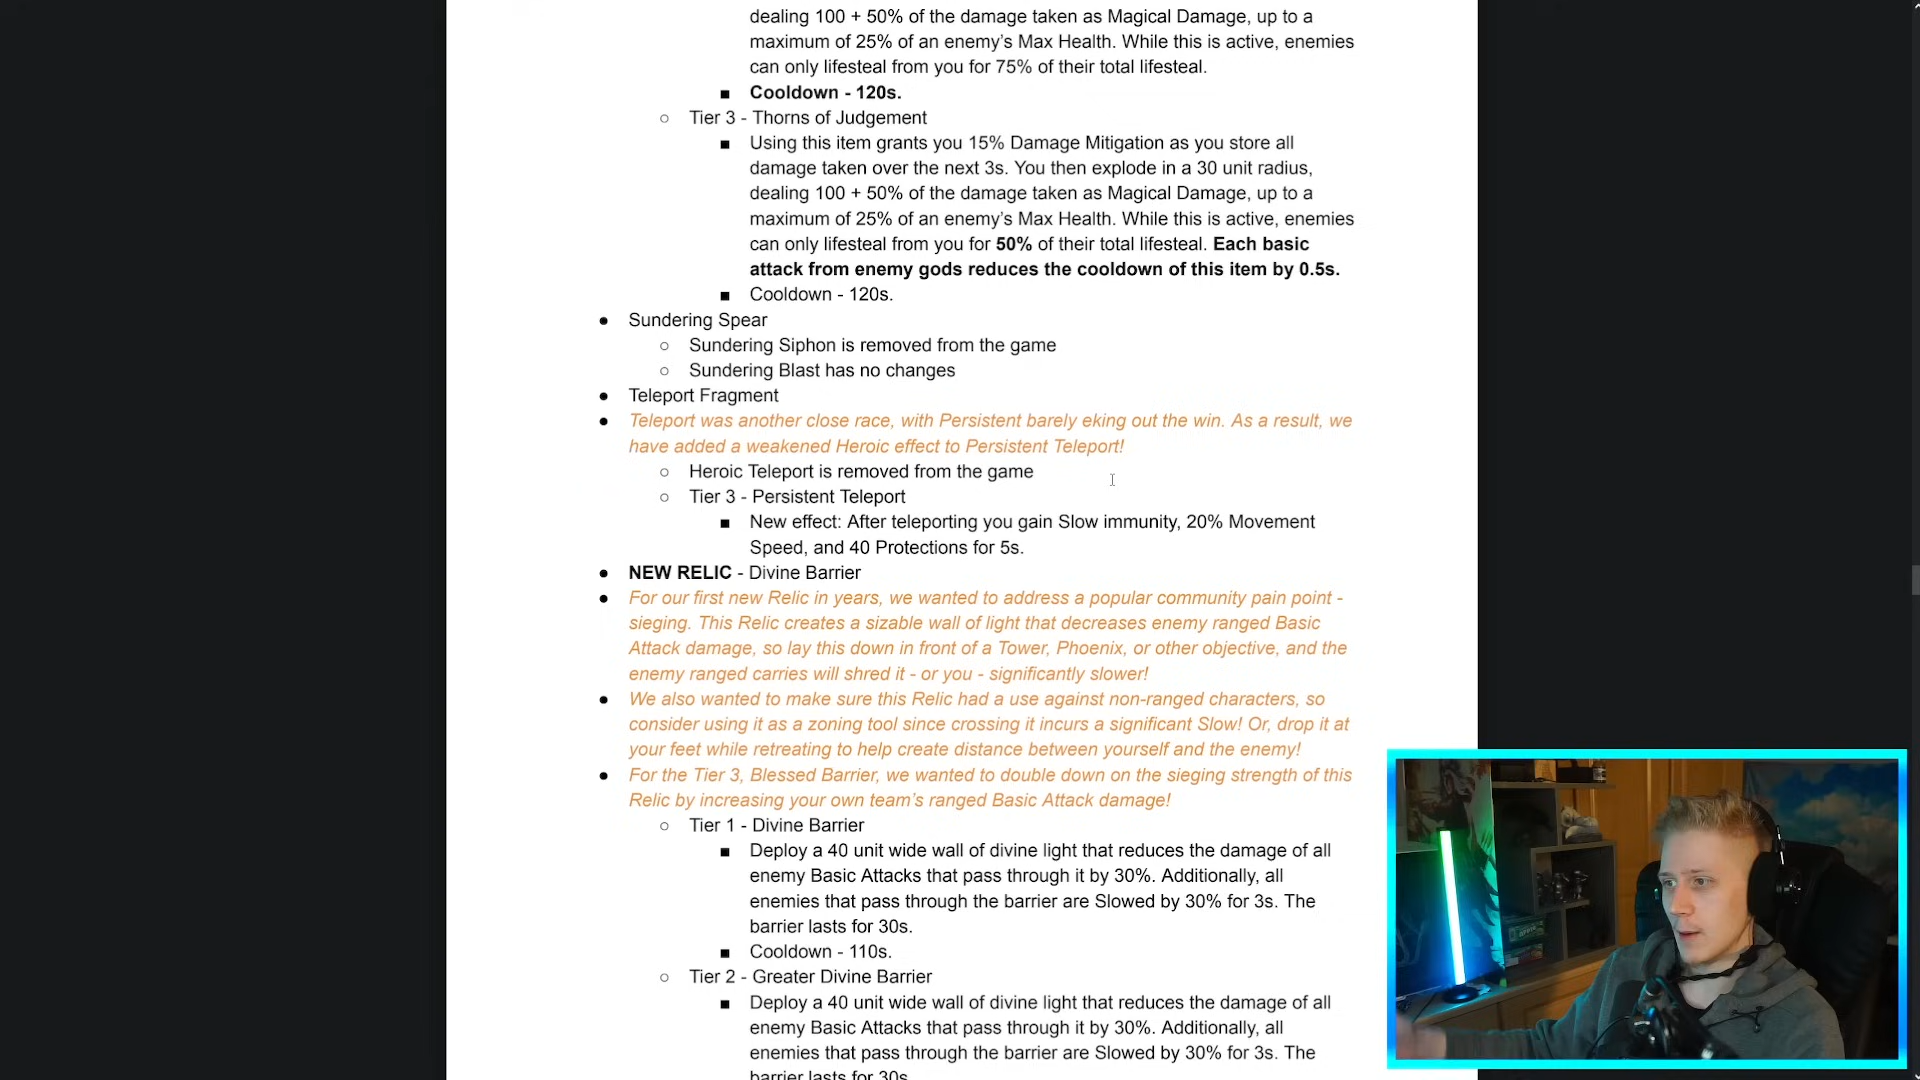 dealing 100 + 50% of the damage taken as Magical Damage, up to a
maximum of 25% of an enemy's Max Health. While this is active, enemies
can only lifesteal from you for 75% of their total lifesteal.
■ Cooldown - 120s.
○ Tier 3 - Thorns of Judgement
■ Using this item grants you 15% Damage Mitigation as you store all
damage taken over the next 3s. You then explode in a 30 unit radius,
dealing 100 + 50% of the damage taken as Magical Damage, up to a
maximum of 25% of an enemy's Max Health. While this is active, enemies
can only lifesteal from you for 50% of their total lifesteal. Each basic
attack from enemy gods reduces the cooldown of this item by 0.5s.
■ Cooldown - 120s.
● Sundering Spear
○ Sundering Siphon is removed from the game
○ Sundering Blast has no changes
● Teleport Fragment
● Teleport was another close race, with Persistent barely eking out the win. As a result, we
have added a weakened Heroic effect to Persistent Teleport!
○ Heroic Teleport is removed from the game
○ Tier 3 - Persistent Teleport
■ New effect: After teleporting you gain Slow immunity, 20% Movement
Speed, and 40 Protections for 5s.
● NEW RELIC - Divine Barrier
● For our first new Relic in years, we wanted to address a popular community pain point -
sieging. This Relic creates a sizable wall of light that decreases enemy ranged Basic
Attack damage, so lay this down in front of a Tower, Phoenix, or other objective, and the
enemy ranged carries will shred it - or you - significantly slower!
● We also wanted to make sure this Relic had a use against non-ranged characters, so
consider using it as a zoning tool since crossing it incurs a significant Slow! Or, drop it at
your feet while retreating to help create distance between yourself and the enemy!
● For the Tier 3, Blessed Barrier, we wanted to double down on the sieging strength of this
Relic by increasing your own team's ranged Basic Attack damage!
○ Tier 1 - Divine Barrier
■ Deploy a 40 unit wide wall of divine light that reduces the damage of all
enemy Basic Attacks that pass through it by 30%. Additionally, all
enemies that pass through the barrier are Slowed by 30% for 3s. The
barrier lasts for 30s.
■ Cooldown - 110s.
○ Tier 2 - Greater Divine Barrier
■ Deploy a 40 unit wide wall of divine light that reduces the damage of all
enemy Basic Attacks that pass through it by 30%. Additionally, all
enemies that pass through the barrier are Slowed by 30% for 3s. The
barrier lasts for 30s.